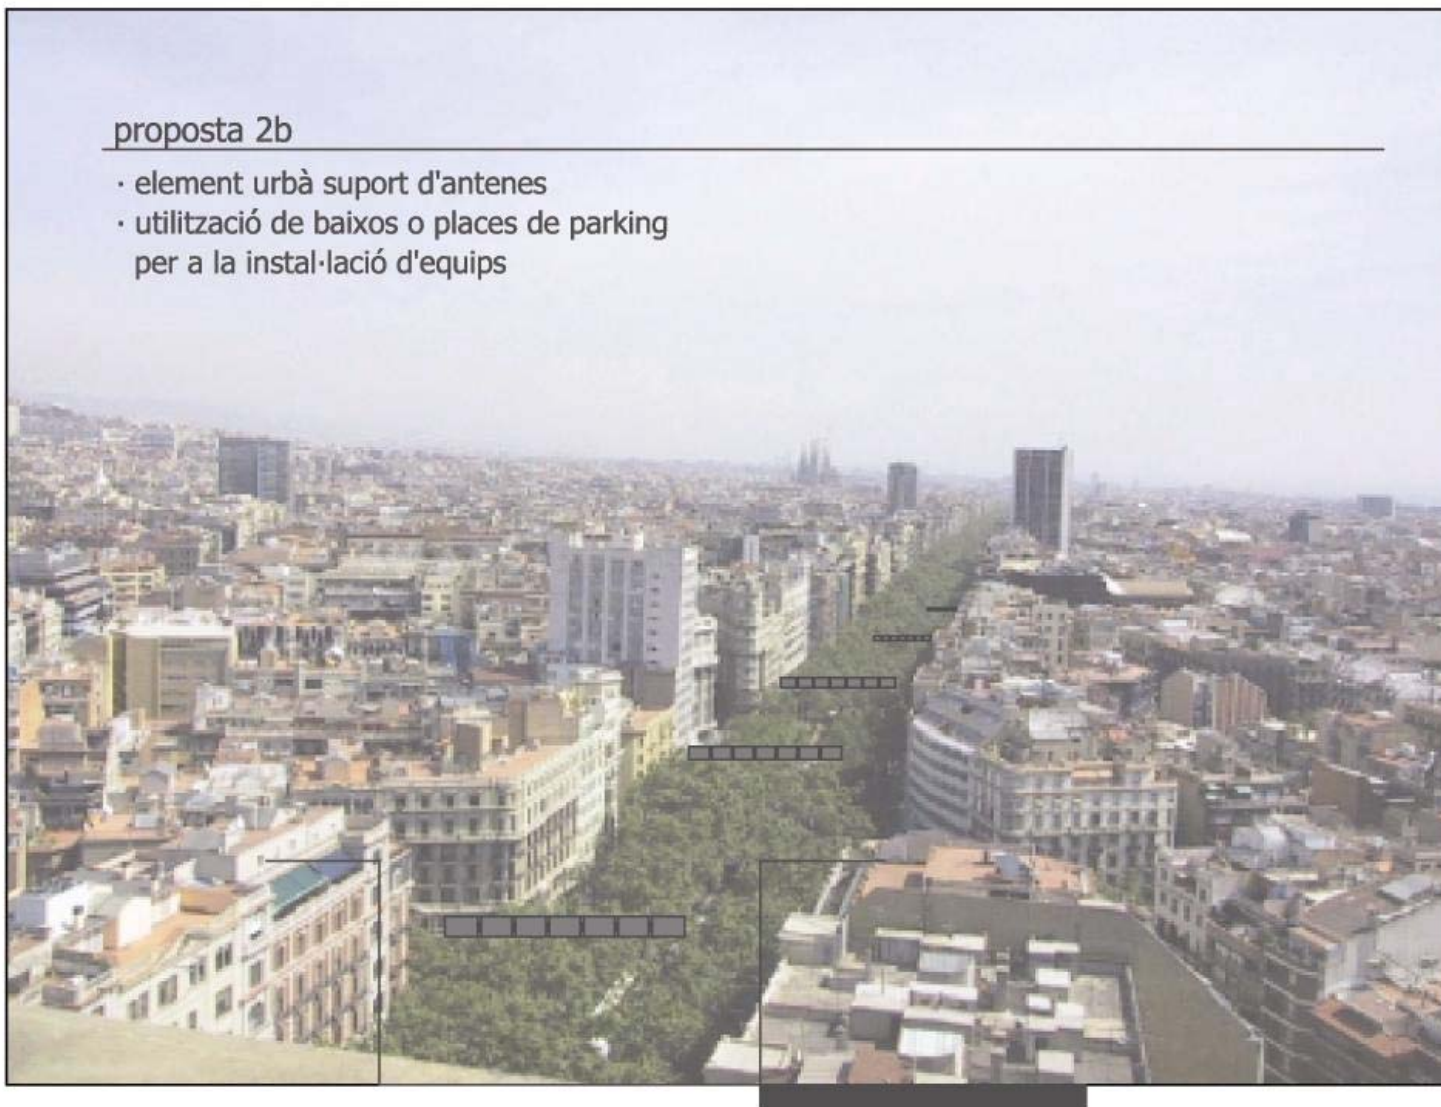 proposta 2b
· element urbà suport d'antenes
· utilització de baixos o places de parking
per a la instal·lació d'equips